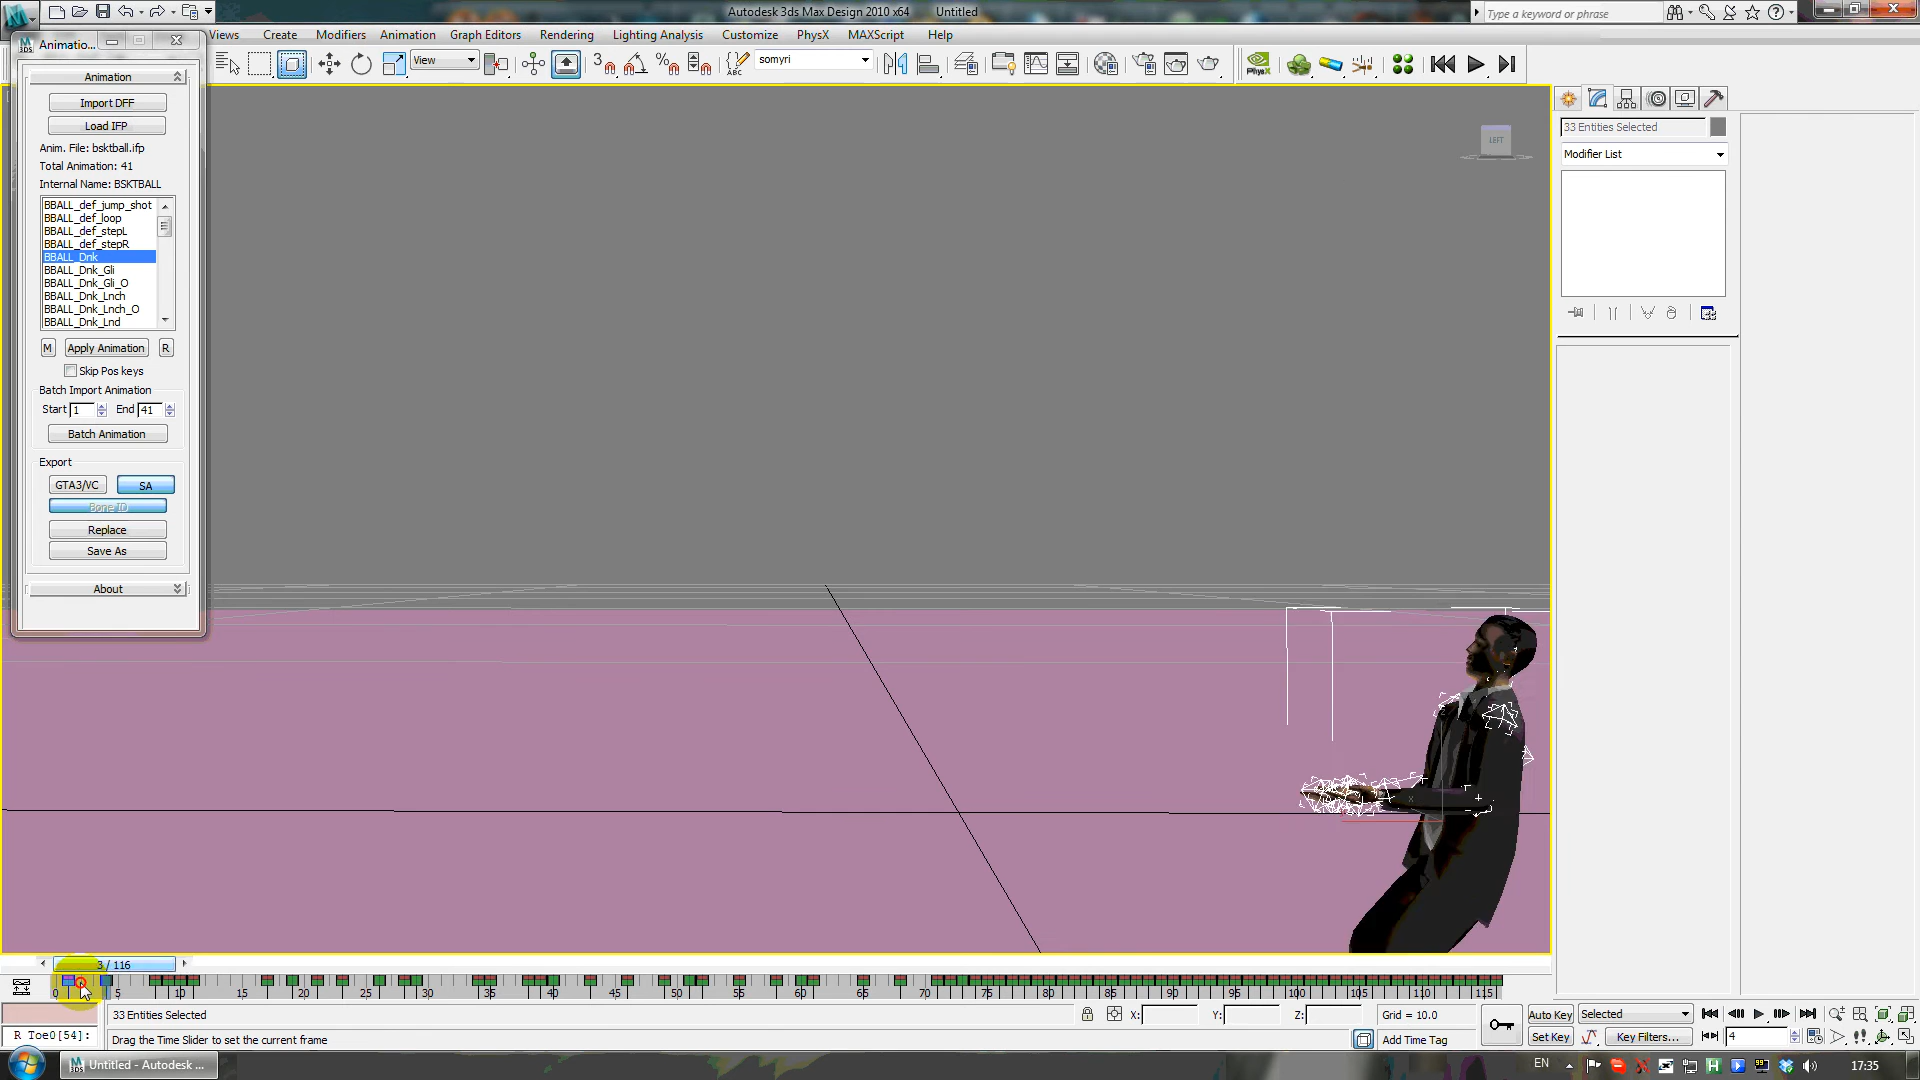 Autodesk 3ds Max Design 2010 x64 Untitled
Type a keyword or phrase
Animatio...
Views Create Modifiers Animation Graph Editors Rendering Lighting Analysis Customize PhysX MAXScript Help
View
somyri
PhysX
Animation
Import DFF
Load IFP
Anim. File: bsktball.ifp
Total Animation: 41
Internal Name: BSKTBALL
BBALL_def_jump_shot
BBALL_def_loop
BBALL_def_stepL
BBALL_def_stepR
BBALL_Dnk
BBALL_Dnk_Gli
BBALL_Dnk_Gli_O
BBALL_Dnk_Lnch
BBALL_Dnk_Lnch_O
BBALL_Dnk_Lnd
M Apply Animation R
Skip Pos keys
Batch Import Animation
Start 1 End 41
Batch Animation
Export
GTA3/VC SA
Bone ID
Replace
Save As
About
LEFT
33 Entities Selected
Modifier List
3 / 116
0 5 10 15 20 25 30 35 40 45 50 55 60 65 70 75 80 85 90 95 100 105 110 115
33 Entities Selected X: Y: Z: Grid = 10.0
Auto Key Selected
R Toe0[54]: Drag the Time Slider to set the current frame Add Time Tag
Set Key Key Filters... 4
Untitled - Autodesk ... EN 17:35